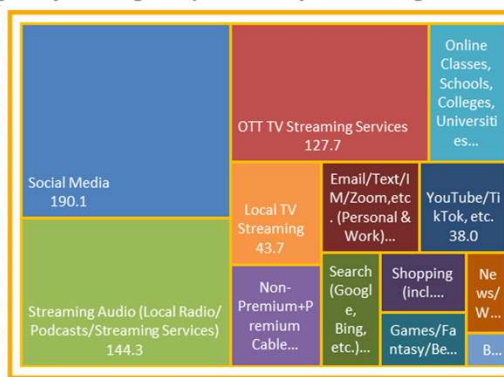 Social Media
190.1
Streaming Audio (Local Radio/
Podcasts/Streaming Services)
144.3
OTT TV Streaming Services
127.7
Online
Classes,
Schools,
Colleges,
Universiti
es...
Local TV
Streaming
43.7
Email/Text/I
M/Zoom,etc
. (Personal &
Work)...
YouTube/Ti
kTok, etc.
38.0
Non-
Premium+P
remium
Cable...
Search
(Googl
e,
Bing,
etc.)...
Shopping
(incl....
Games/Fa
ntasy/Be...
Ne
ws/
W...
B...